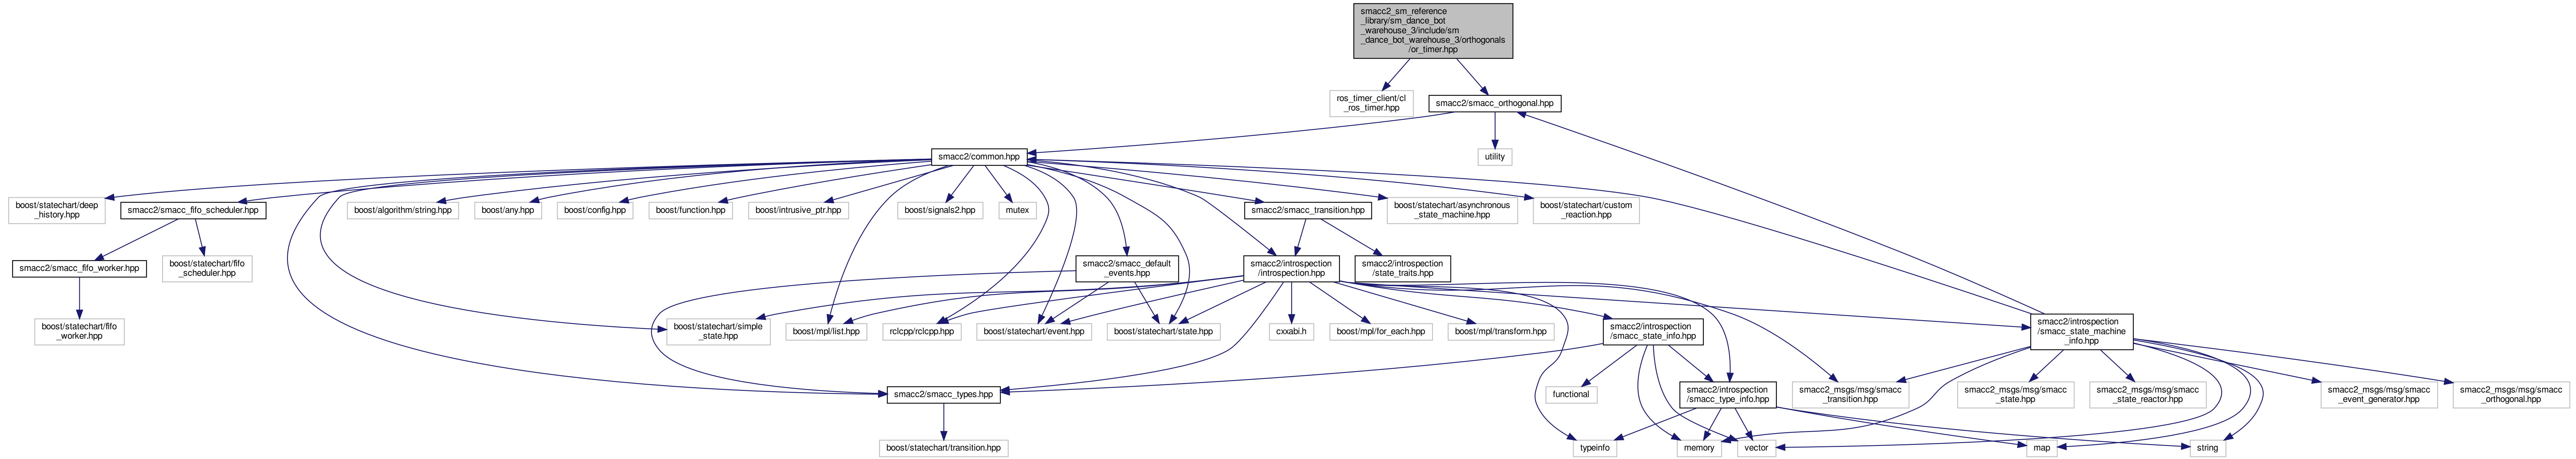 smacc2_sm_reference
_library/sm_dance_bot
_warehouse_3/include/sm
_dance_bot_warehouse_3/orthogonals
/or_timer.hpp
ros_timer_client/cl
_ros_timer.hpp
smacc2/smacc_orthogonal.hpp
smacc2/common.hpp
utility
boost/statechart/deep
_history.hpp
smacc2/smacc_fifo_scheduler.hpp
boost/algorithm/string.hpp
boost/any.hpp
boost/config.hpp
boost/function.hpp
boost/intrusive_ptr.hpp
boost/signals2.hpp
mutex
smacc2/smacc_transition.hpp
boost/statechart/asynchronous
_state_machine.hpp
boost/statechart/custom
_reaction.hpp
smacc2/smacc_fifo_worker.hpp
boost/statechart/fifo
_scheduler.hpp
smacc2/smacc_default
_events.hpp
smacc2/introspection
/introspection.hpp
smacc2/introspection
/state_traits.hpp
boost/statechart/fifo
_worker.hpp
boost/statechart/simple
_state.hpp
boost/mpl/list.hpp
rclcpp/rclcpp.hpp
boost/statechart/event.hpp
boost/statechart/state.hpp
cxxabi.h
boost/mpl/for_each.hpp
boost/mpl/transform.hpp
smacc2/introspection
/smacc_state_info.hpp
smacc2/introspection
/smacc_state_machine
_info.hpp
smacc2/smacc_types.hpp
functional
smacc2/introspection
/smacc_type_info.hpp
smacc2_msgs/msg/smacc
_transition.hpp
smacc2_msgs/msg/smacc
_state.hpp
smacc2_msgs/msg/smacc
_state_reactor.hpp
smacc2_msgs/msg/smacc
_event_generator.hpp
smacc2_msgs/msg/smacc
_orthogonal.hpp
boost/statechart/transition.hpp
typeinfo
memory
vector
map
string